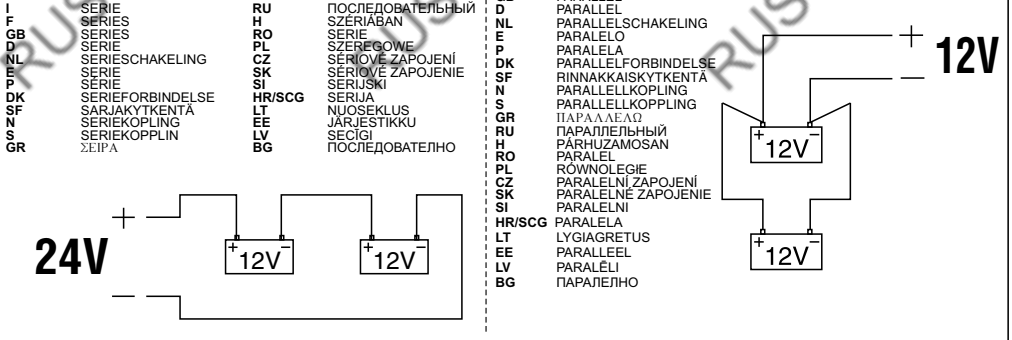 I SERIE
F SERIES
GB SERIES
D SERIE
NL SERIESCHAKELING
E SERIE
P SÉRIE
DK SERIEFORBINDELSE
SF SARJAKYTKENTÄ
N SERIEKOPLING
S SERIEKOPPLIN
GR ΣΕΙΡΑ
RU ПОСЛЕДОВАТЕЛЬНЫЙ
H SZÉRIÁBAN
RO SERIE
PL SZEREGOWE
CZ SÉRIOVÉ ZAPOJENÍ
SK SÉRIOVÉ ZAPOJENIE
SI SERIJSKI
HR/SCG SERIJA
LT NUOSEKLUS
EE JÄRJESTIKKU
LV SECĪGI
BG ПОСЛЕДОВАТЕЛНО
24V
+
−
+ −
12V
+ −
12V
D PARALLEL
NL PARALLELSCHAKELING
E PARALELO
P PARALELA
DK PARALLELFORBINDELSE
SF RINNAKKAISKYTKENTÄ
N PARALLELLKOPLING
S PARALLELLKOPPLING
GR ΠΑΡΑΛΛΕΛΩ
RU ПАРАЛЛЕЛЬНЫЙ
H PÁRHUZAMOSAN
RO PARALEL
PL RÓWNOLEGŁE
CZ PARALELNÍ ZAPOJENÍ
SK PARALELNÉ ZAPOJENIE
SI PARALELNI
HR/SCG PARALELA
LT LYGIAGRETUS
EE PARALLEEL
LV PARALĒLI
BG ПАРАЛЕЛНО
+
−
12V
+ −
12V
+ −
12V
RUS
RUS
RUS